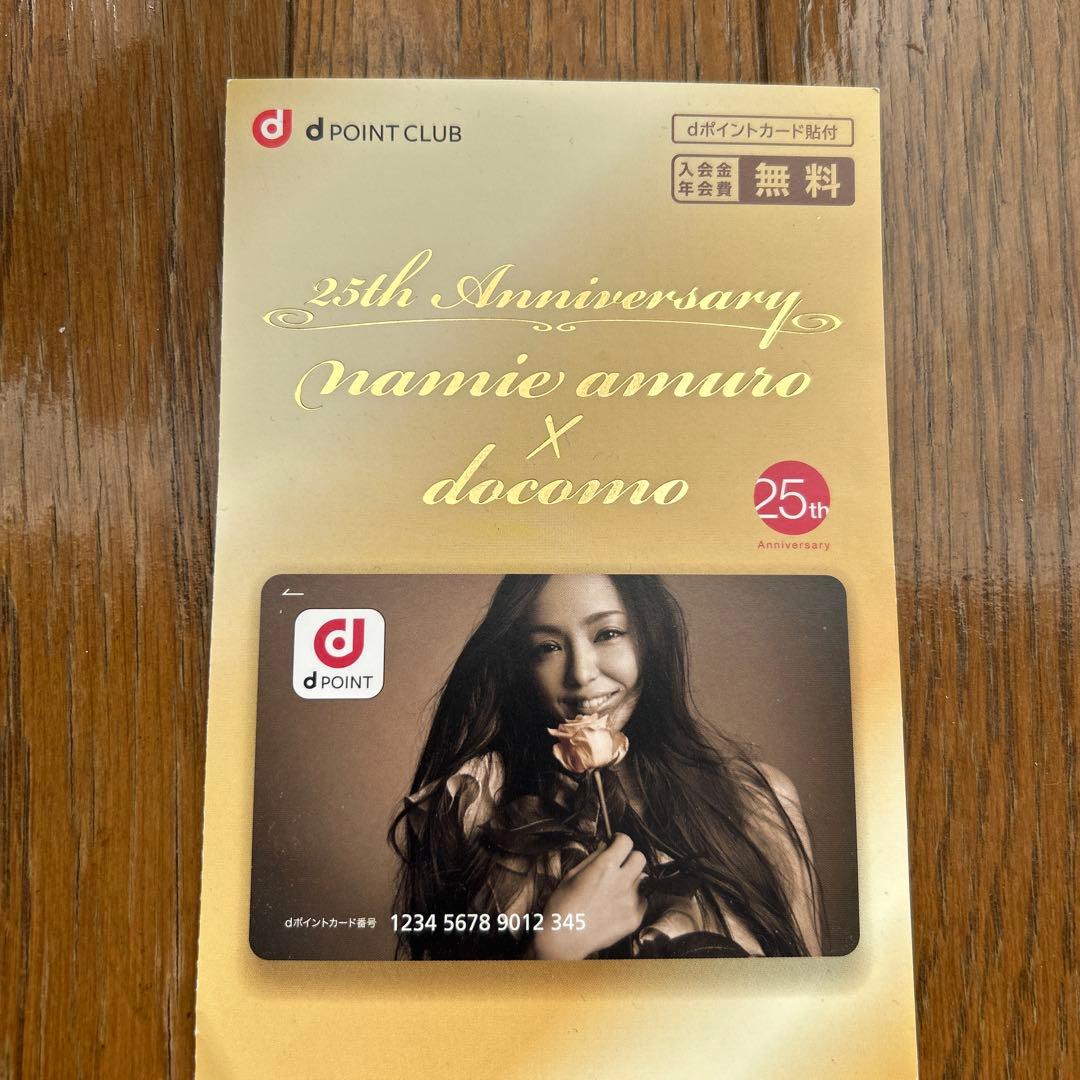 d POINT CLUB
dポイントカード貼付
入会金
年会費
無料
25th Anniversary
namie amuro
×
docomo
25th
Anniversary
d POINT
dポイントカード番号 1234 5678 9012 345